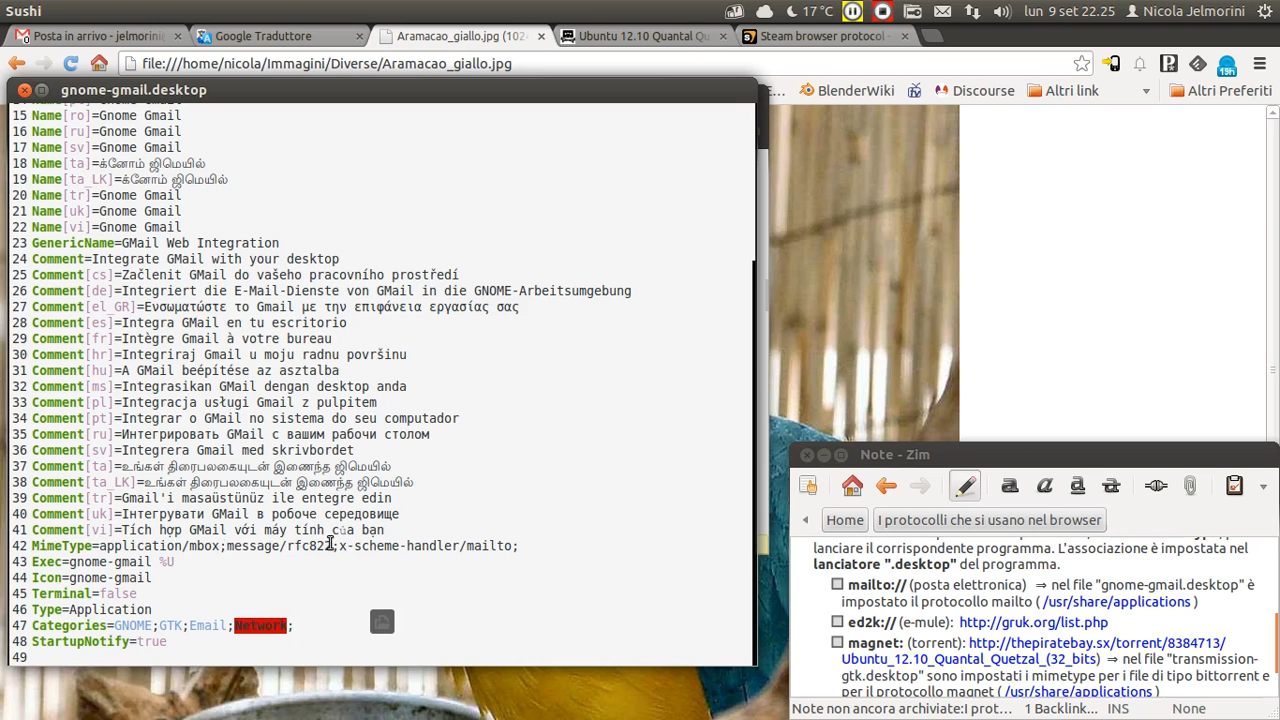 Sushi
17 °C
lun 9 set 22.25
Nicola Jelmorini
Posta in arrivo - jelmorini
Google Traduttore
Aramacao_giallo.jpg (102
Ubuntu 12.10 Quantal Qu
Steam browser protocol -
file:///home/nicola/Immagini/Diverse/Aramacao_giallo.jpg
19h
E...
BlenderWiki
Discourse
Altri link
Altri Preferiti
gnome-gmail.desktop
15 Name[ro]=Gnome Gmail
16 Name[ru]=Gnome Gmail
17 Name[sv]=Gnome Gmail
18 Name[ta]=க்னோம் ஜிமெயில்
19 Name[ta_LK]=க்னோம் ஜிமெயில்
20 Name[tr]=Gnome Gmail
21 Name[uk]=Gnome Gmail
22 Name[vi]=Gnome Gmail
23 GenericName=GMail Web Integration
24 Comment=Integrate GMail with your desktop
25 Comment[cs]=Začlenit GMail do vašeho pracovního prostředí
26 Comment[de]=Integriert die E-Mail-Dienste von GMail in die GNOME-Arbeitsumgebung
27 Comment[el_GR]=Ενσωματώστε το Gmail με την επιφάνεια εργασίας σας
28 Comment[es]=Integra GMail en tu escritorio
29 Comment[fr]=Intègre Gmail à votre bureau
30 Comment[hr]=Integriraj Gmail u moju radnu površinu
31 Comment[hu]=A GMail beépítése az asztalba
32 Comment[ms]=Integrasikan GMail dengan desktop anda
33 Comment[pl]=Integracja usługi Gmail z pulpitem
34 Comment[pt]=Integrar o GMail no sistema do seu computador
35 Comment[ru]=Интегрировать GMail с вашим рабочи столом
36 Comment[sv]=Integrera GMail med skrivbordet
37 Comment[ta]=உங்கள் திரைபலகையுடன் இணைந்த ஜிமெயில்
38 Comment[ta_LK]=உங்கள் திரைபலகையுடன் இணைந்த ஜிமெயில்
39 Comment[tr]=Gmail'i masaüstünüz ile entegre edin
40 Comment[uk]=Інтегрувати GMail в робоче середовище
41 Comment[vi]=Tích hợp GMail với máy tính của bạn
42 MimeType=application/mbox;message/rfc822;x-scheme-handler/mailto;
43 Exec=gnome-gmail %U
44 Icon=gnome-gmail
45 Terminal=false
46 Type=Application
47 Categories=GNOME;GTK;Email;Network;
48 StartupNotify=true
49
Note - Zim
Home
I protocolli che si usano nel browser
lanciare il programma. L'associazione è impostata nel
lanciatore ".desktop" del programma.
mailto:// (posta elettronica) ⇒ nel file "gnome-gmail.desktop" è
impostato il protocollo mailto ( /usr/share/applications )
ed2k:// (e-mule): http://gruk.org/list.php
magnet: (torrent): http://thepiratebay.sx/torrent/8384713/
Ubuntu_12.10_Quantal_Quetzal_(32_bits) ⇒ nel file "transmission-
gtk.desktop" sono impostati i mimetype per i file di tipo bittorrent e
per il protocollo magnet ( /usr/share/applications )
Note non ancora archiviate:I prot...
1 Backlink...
INS
None